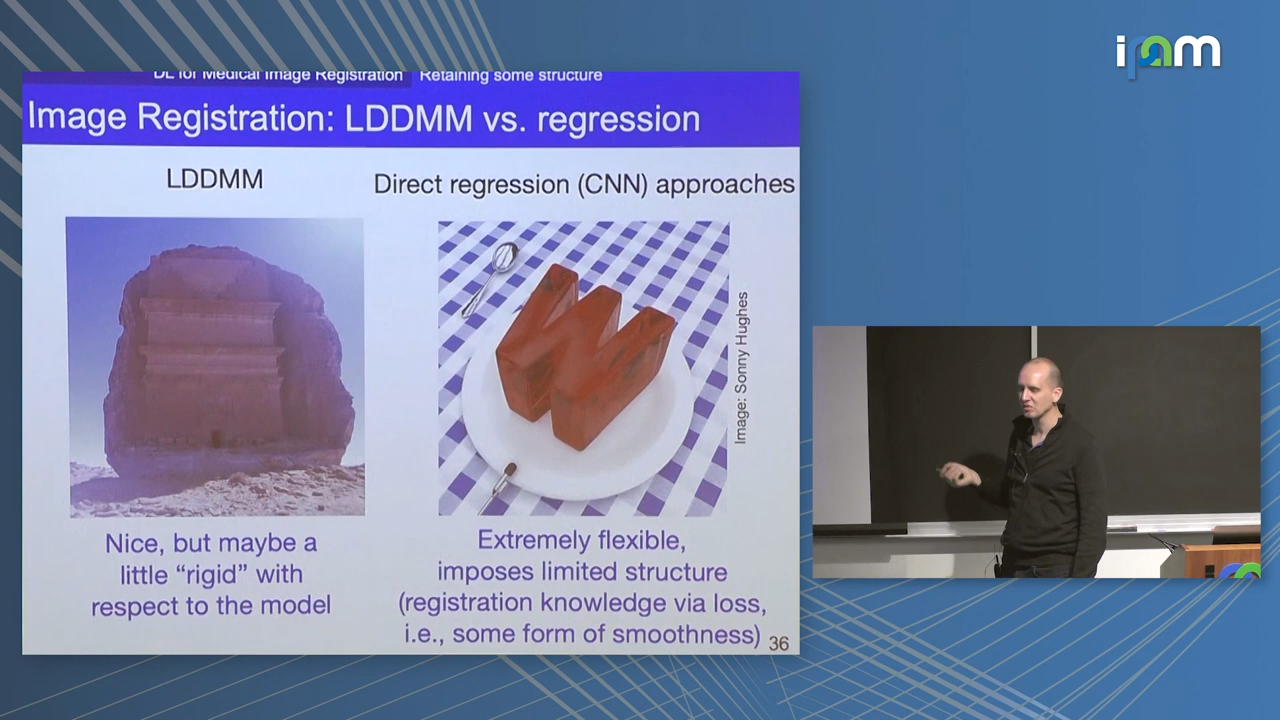 ipam
DL for Medical Image Registration
Retaining some structure
Image Registration: LDDMM vs. regression
LDDMM
Direct regression (CNN) approaches
Image: Sonny Hughes
Nice, but maybe a
little “rigid” with
respect to the model
Extremely flexible,
imposes limited structure
(registration knowledge via loss,
i.e., some form of smoothness)
36